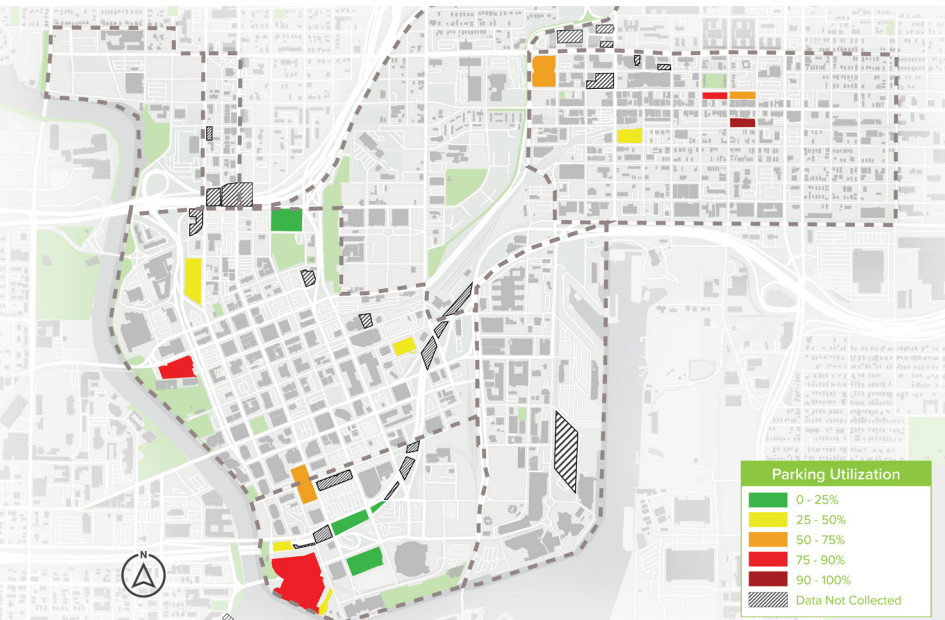 N
Parking Utilization
0 - 25%
25 - 50%
50 - 75%
75 - 90%
90 - 100%
Data Not Collected